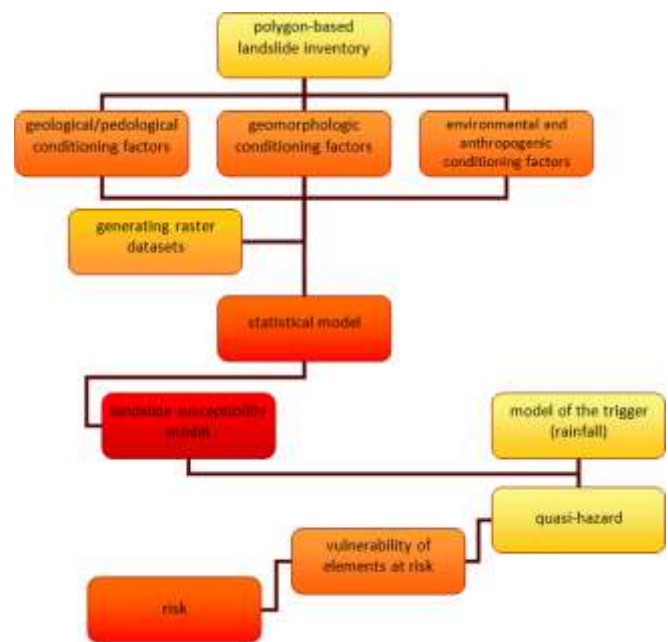 polygon-based
landslide inventory
geological/pedological
conditioning factors
geomorphologic
conditioning factors
environmental and
anthropogenic
conditioning factors
generating raster
datasets
statistical model
landslide susceptibility
model
model of the trigger
(rainfall)
quasi-hazard
vulnerability of
elements at risk
risk